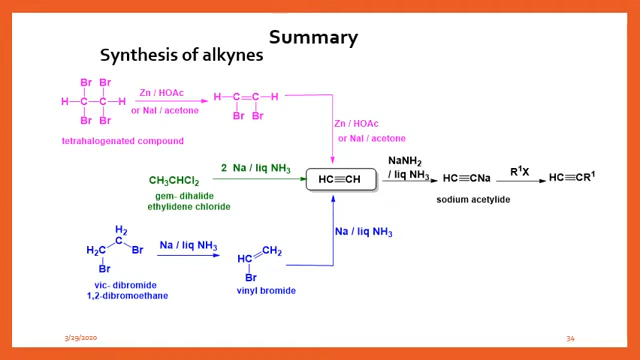 Summary
Synthesis of alkynes
Br Br
H—C—C—H
Br Br
tetrahalogenated compound
Zn / HOAc
or NaI / acetone
H—C=C—H
Br Br
Zn / HOAc
or NaI / acetone
CH3CHCl2
gem- dihalide
ethylidene chloride
2 Na / liq NH3
HC≡CH
NaNH2
/ liq NH3
HC≡CNa
sodium acetylide
R1X
HC≡CR1
H2
C
H2C Br
Br
vic- dibromide
1,2-dibromoethane
Na / liq NH3
CH2
HC
Br
vinyl bromide
Na / liq NH3
3/29/2020
34